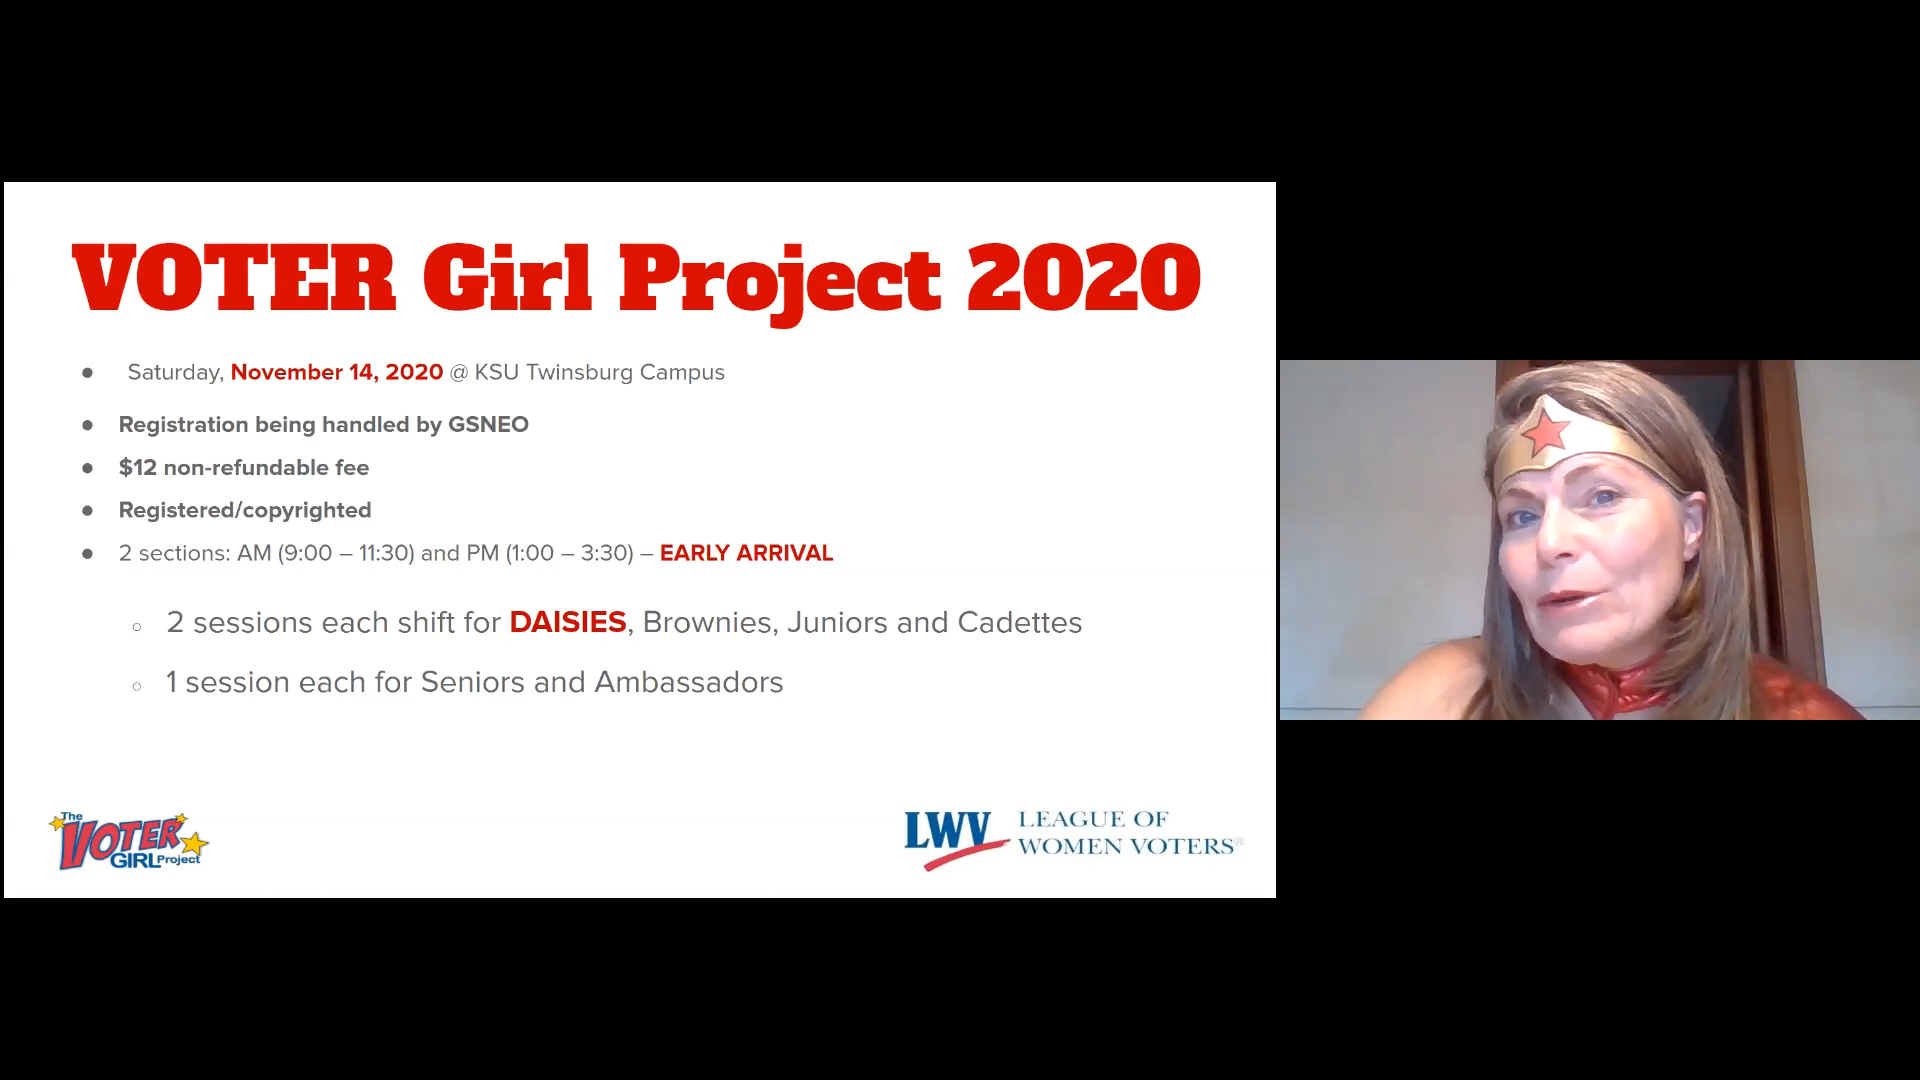 VOTER Girl Project 2020
● Saturday, November 14, 2020 @ KSU Twinsburg Campus
● Registration being handled by GSNEO
● $12 non-refundable fee
● Registered/copyrighted
● 2 sections: AM (9:00 – 11:30) and PM (1:00 – 3:30) – EARLY ARRIVAL
○ 2 sessions each shift for DAISIES, Brownies, Juniors and Cadettes
○ 1 session each for Seniors and Ambassadors
The
VOTER
GIRL Project
LWV
LEAGUE OF
WOMEN VOTERS®